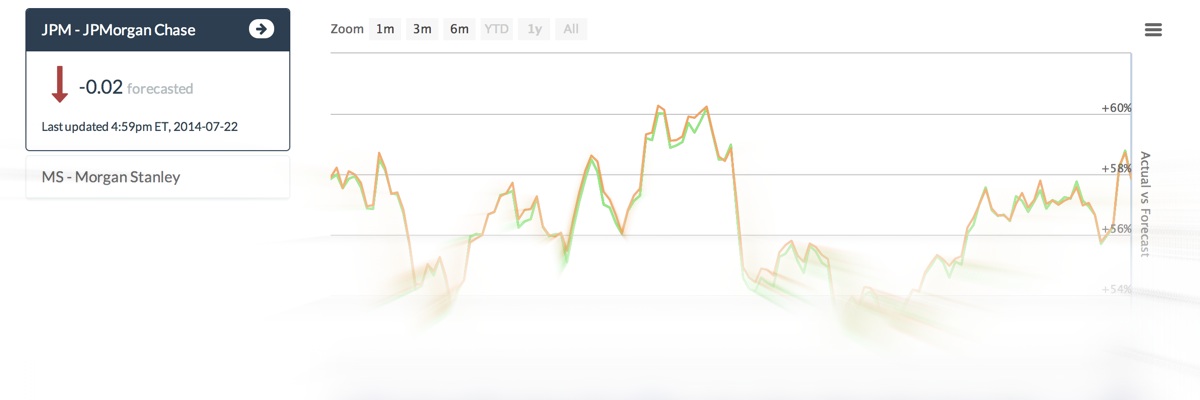 JPM - JPMorgan Chase
-0.02 forecasted
Last updated 4:59pm ET, 2014-07-22
MS - Morgan Stanley
Zoom 1m 3m 6m YTD 1y All
+60%
+58%
+56%
+54%
Actual vs Forecast